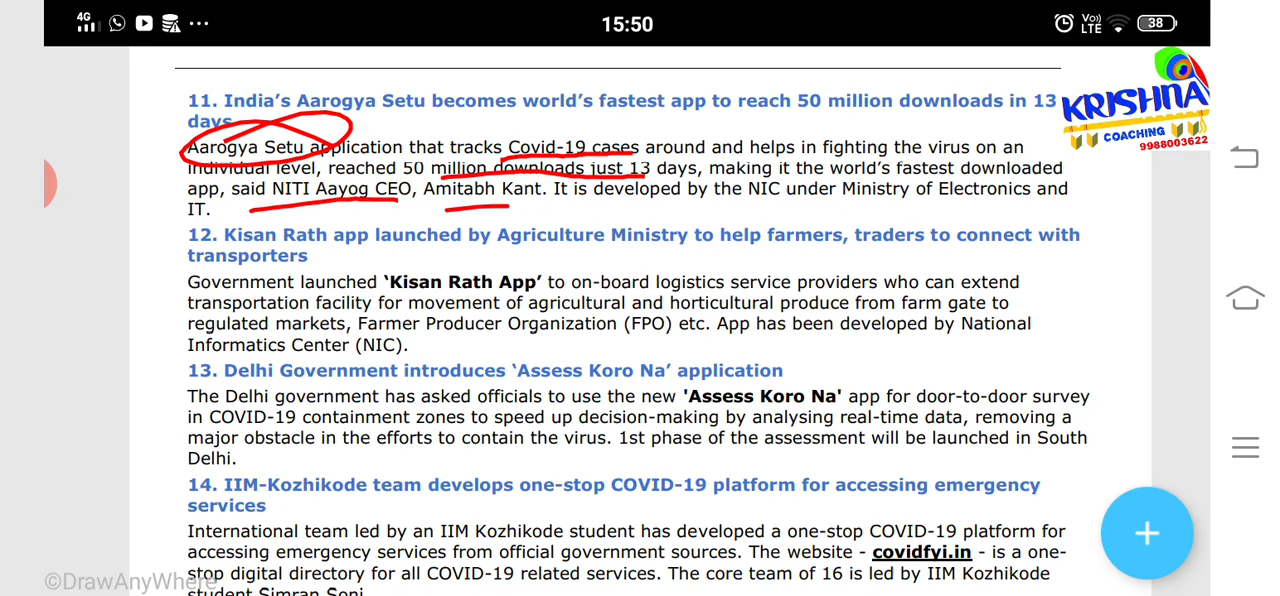 4G
15:50
Vo)
LTE
38
11. India's Aarogya Setu becomes world's fastest app to reach 50 million downloads in 13
days
Aarogya Setu application that tracks Covid-19 cases around and helps in fighting the virus on an
individual level, reached 50 million downloads just 13 days, making it the world's fastest downloaded
app, said NITI Aayog CEO, Amitabh Kant. It is developed by the NIC under Ministry of Electronics and
IT.
KRISHNA
COACHING
9988003622
12. Kisan Rath app launched by Agriculture Ministry to help farmers, traders to connect with
transporters
Government launched ‘Kisan Rath App’ to on-board logistics service providers who can extend
transportation facility for movement of agricultural and horticultural produce from farm gate to
regulated markets, Farmer Producer Organization (FPO) etc. App has been developed by National
Informatics Center (NIC).
13. Delhi Government introduces ‘Assess Koro Na’ application
The Delhi government has asked officials to use the new 'Assess Koro Na' app for door-to-door survey
in COVID-19 containment zones to speed up decision-making by analysing real-time data, removing a
major obstacle in the efforts to contain the virus. 1st phase of the assessment will be launched in South
Delhi.
14. IIM-Kozhikode team develops one-stop COVID-19 platform for accessing emergency
services
International team led by an IIM Kozhikode student has developed a one-stop COVID-19 platform for
accessing emergency services from official government sources. The website - covidfyi.in - is a one-
stop digital directory for all COVID-19 related services. The core team of 16 is led by IIM Kozhikode
student Simran Soni
©DrawAnyWhere